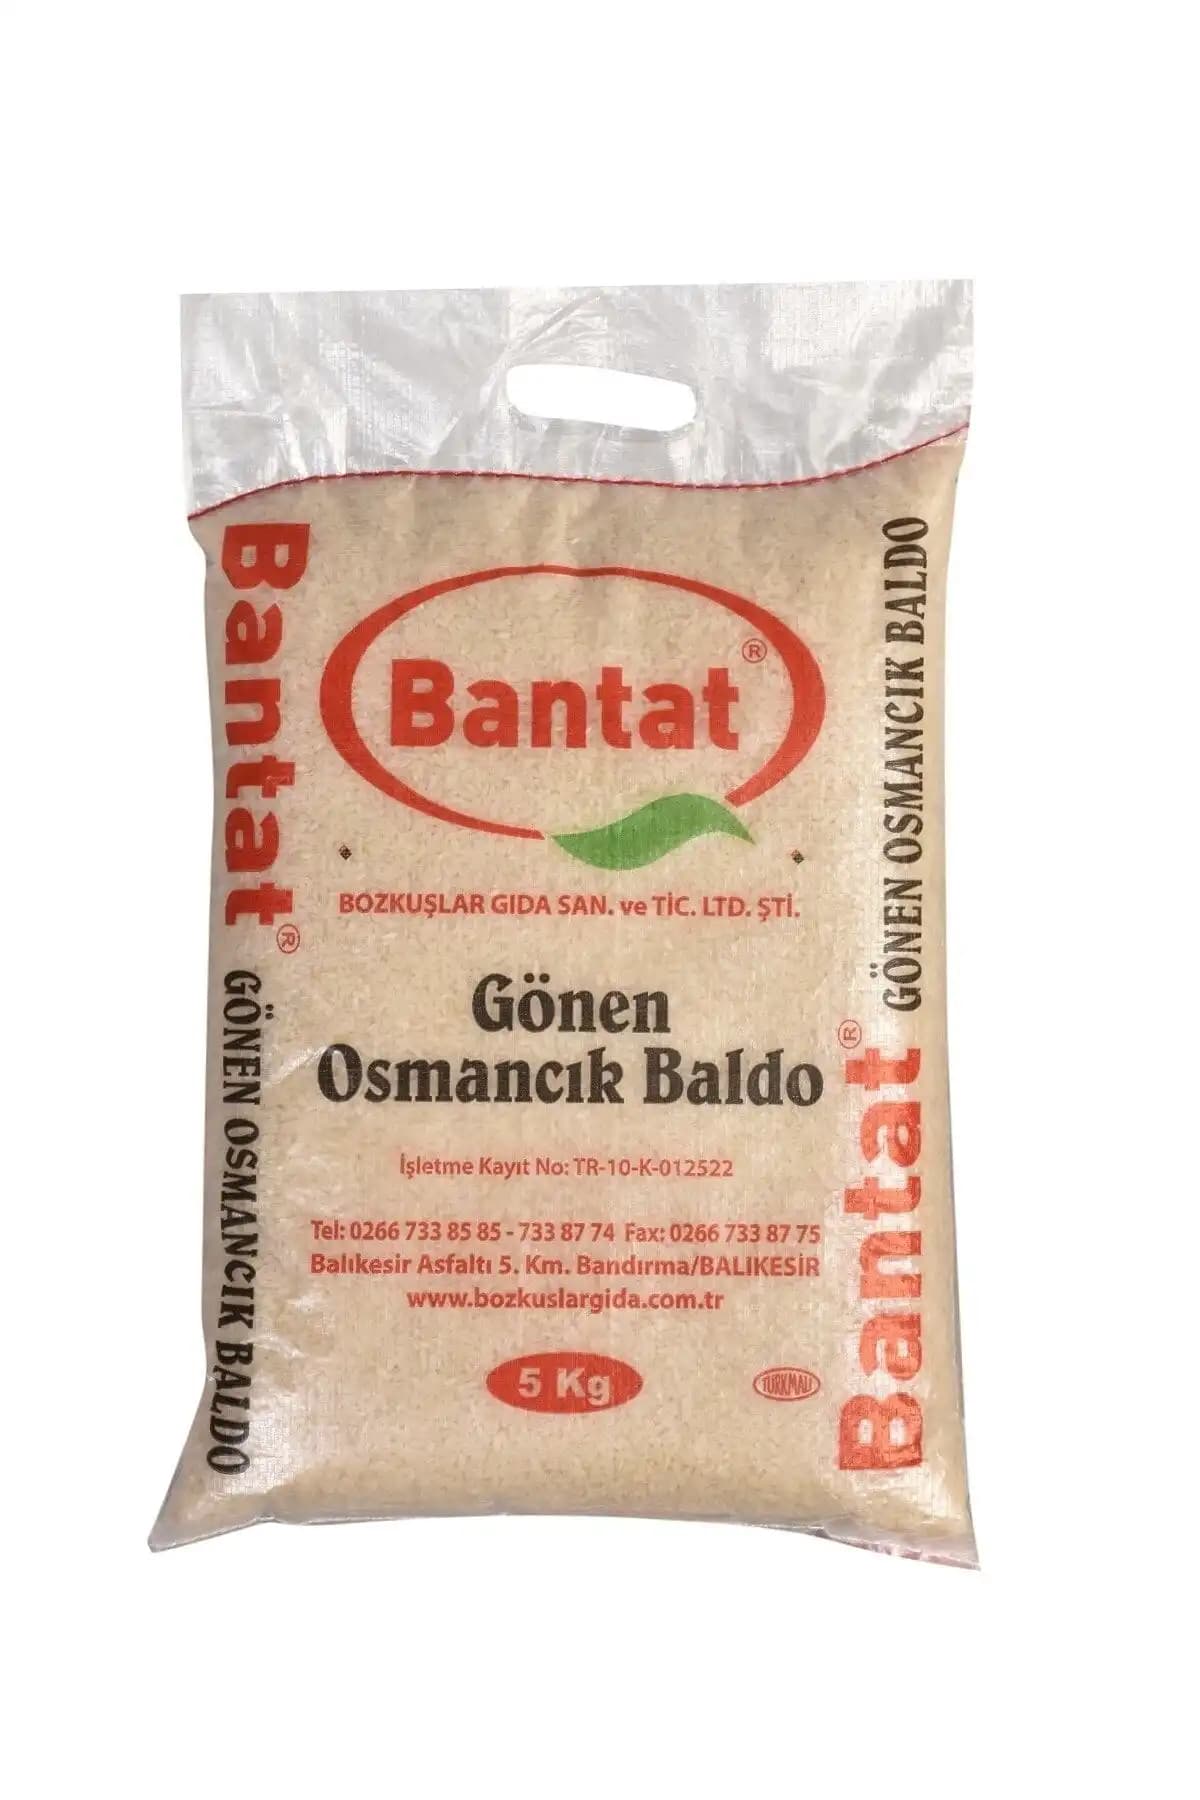 Bantat®
GÖNEN OSMANCIK BALDO
Bantat®
BOZKUŞLAR GIDA SAN. ve TİC. LTD. ŞTİ.
Gönen
Osmancık Baldo
İşletme Kayıt No: TR-10-K-012522
Tel: 0266 733 85 85 - 733 87 74 Fax: 0266 733 87 75
Balıkesir Asfaltı 5. Km. Bandırma/BALIKESİR
www.bozkuslargida.com.tr
5 Kg
TÜRKMALI
Bantat®
GÖNEN OSMANCIK BALDO